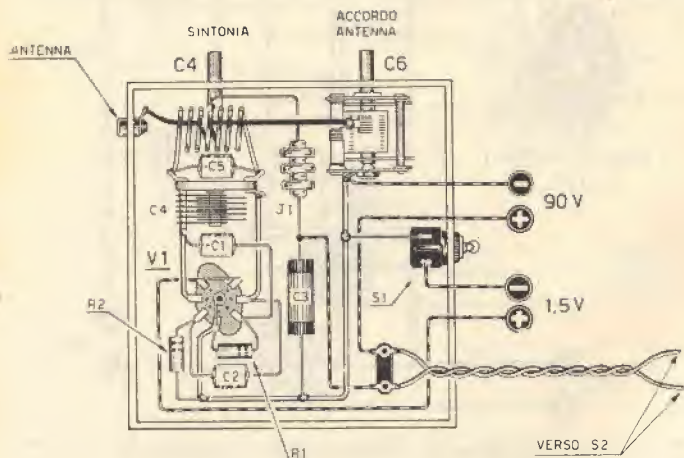 SINTONIA
ACCORDO
ANTENNA
ANTENNA
C4
C6
C5
C4
J1
90 V
C1
V1
S1
C3
1,5 V
R2
C2
R1
VERSO S2